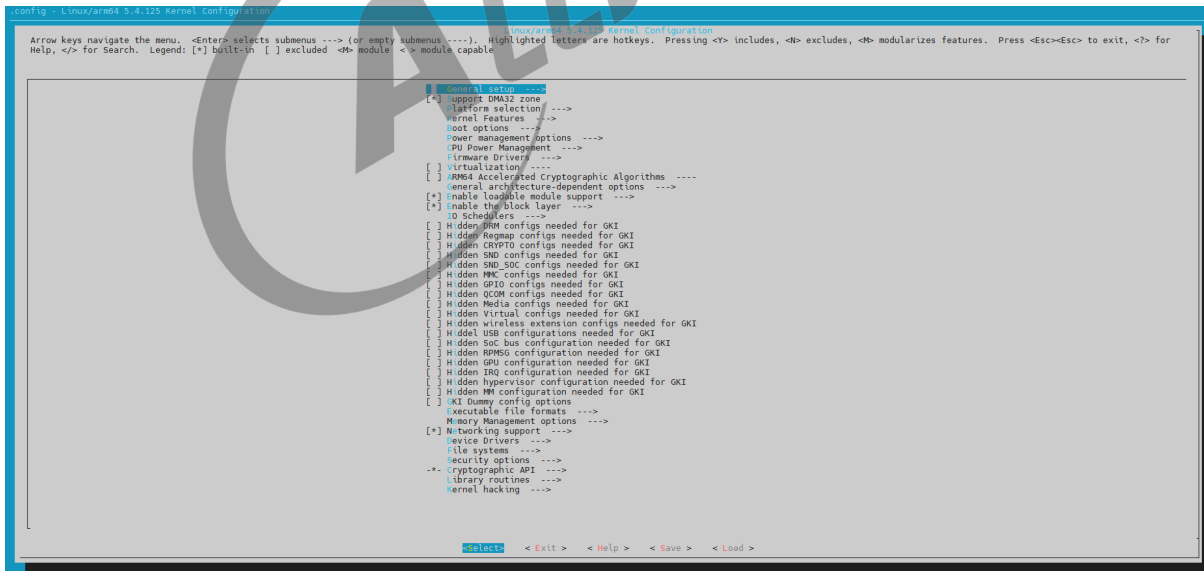 .config - Linux/arm64 5.4.125 Kernel Configuration
Linux/arm64 5.4.125 Kernel Configuration
Arrow keys navigate the menu. <Enter> selects submenus ---> (or empty submenus ----). Highlighted letters are hotkeys. Pressing <Y> includes, <N> excludes, <M> modularizes features. Press <Esc><Esc> to exit, <?> for
Help, </> for Search. Legend: [*] built-in [ ] excluded <M> module < > module capable
General setup --->
[*] Support DMA32 zone
Platform selection --->
Kernel Features --->
Boot options --->
Power management options --->
CPU Power Management --->
Firmware Drivers --->
[ ] Virtualization ----
[ ] ARM64 Accelerated Cryptographic Algorithms ----
General architecture-dependent options --->
[*] Enable loadable module support --->
[*] Enable the block layer --->
IO Schedulers --->
[ ] Hidden DRM configs needed for GKI
[ ] Hidden Regmap configs needed for GKI
[ ] Hidden CRYPTO configs needed for GKI
[ ] Hidden SND configs needed for GKI
[ ] Hidden SND_SOC configs needed for GKI
[ ] Hidden MMC configs needed for GKI
[ ] Hidden GPIO configs needed for GKI
[ ] Hidden QCOM configs needed for GKI
[ ] Hidden Media configs needed for GKI
[ ] Hidden Virtual configs needed for GKI
[ ] Hidden wireless extension configs needed for GKI
[ ] Hiddel USB configurations needed for GKI
[ ] Hidden SoC bus configuration needed for GKI
[ ] Hidden RPMSG configuration needed for GKI
[ ] Hidden GPU configuration needed for GKI
[ ] Hidden IRQ configuration needed for GKI
[ ] Hidden hypervisor configuration needed for GKI
[ ] Hidden MM configuration needed for GKI
[ ] GKI Dummy config options
Executable file formats --->
Memory Management options --->
[*] Networking support --->
Device Drivers --->
File systems --->
Security options --->
-*- Cryptographic API --->
Library routines --->
Kernel hacking --->
<Select> < Exit > < Help > < Save > < Load >